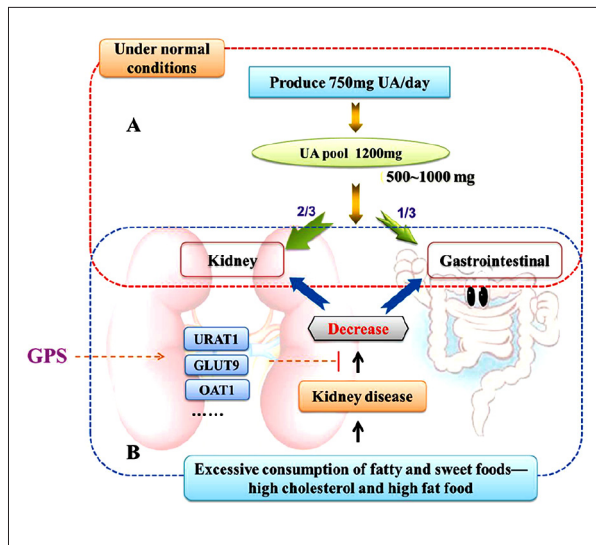 Under normal
conditions
Produce 750mg UA/day
A
UA pool 1200mg
500~1000 mg
2/3
1/3
Kidney
Gastrointestinal
Decrease
URAT1
GPS
GLUT9
OAT1
......
Kidney disease
B
Excessive consumption of fatty and sweet foods—
high cholesterol and high fat food